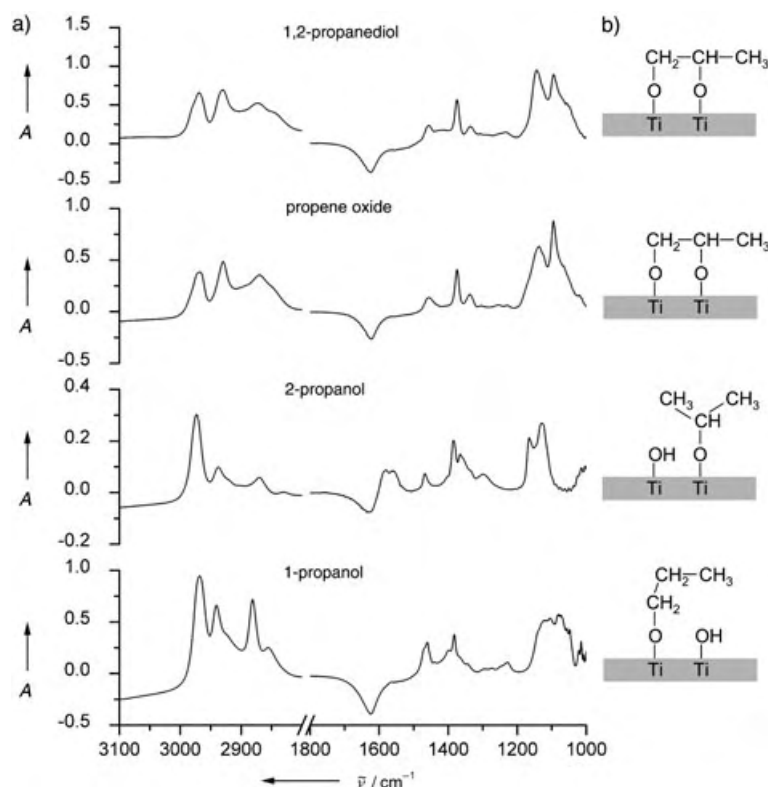 a)
b)
1,2-propanediol
1.5
1.0
0.5
0.0
-0.5
A
CH2–CH–CH3
O O
Ti Ti
propene oxide
1.0
0.5
0.0
-0.5
A
CH2–CH–CH3
O O
Ti Ti
2-propanol
0.4
0.2
0.0
0.2
A
CH3 CH3
CH
OH O
Ti Ti
1-propanol
1.0
0.5
0.0
-0.5
A
CH2–CH3
CH2
O OH
Ti Ti
3100 3000 2900 1800 1600 1400 1200 1000
ṽ / cm⁻¹